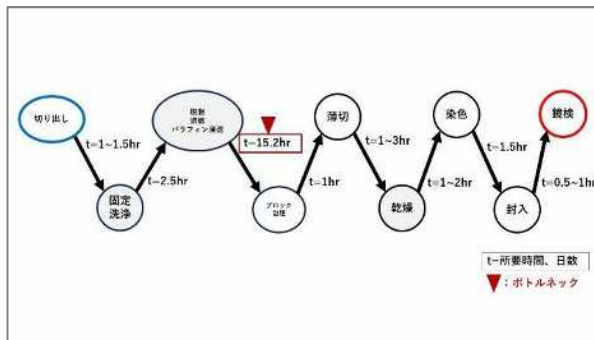 切り出し
t=1~1.5hr
固定
洗浄
t=2.5hr
脱脂
パラフィン浸透
t=15.2hr
ブロック
t=1hr
薄切
t=1~3hr
乾燥
t=1~2hr
染色
t=1.5hr
封入
t=0.5~1hr
鏡検
t=所要時間、日数
:ボトルネック